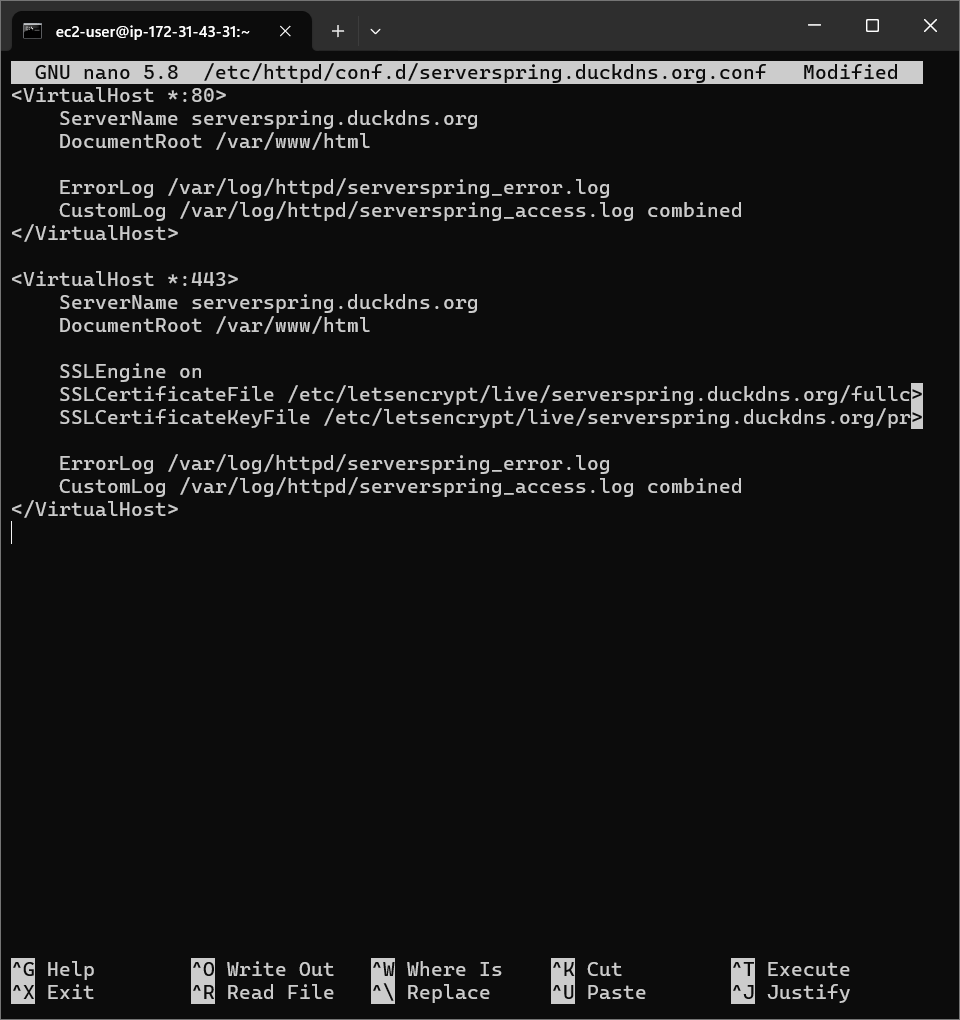 ec2-user@ip-172-31-43-31:~
GNU nano 5.8 /etc/httpd/conf.d/serverspring.duckdns.org.conf Modified
<VirtualHost *:80>
    ServerName serverspring.duckdns.org
    DocumentRoot /var/www/html

    ErrorLog /var/log/httpd/serverspring_error.log
    CustomLog /var/log/httpd/serverspring_access.log combined
</VirtualHost>

<VirtualHost *:443>
    ServerName serverspring.duckdns.org
    DocumentRoot /var/www/html

    SSLEngine on
    SSLCertificateFile /etc/letsencrypt/live/serverspring.duckdns.org/fullc>
    SSLCertificateKeyFile /etc/letsencrypt/live/serverspring.duckdns.org/pr>

    ErrorLog /var/log/httpd/serverspring_error.log
    CustomLog /var/log/httpd/serverspring_access.log combined
</VirtualHost>
^G Help ^O Write Out ^W Where Is ^K Cut ^T Execute
^X Exit ^R Read File ^\ Replace ^U Paste ^J Justify